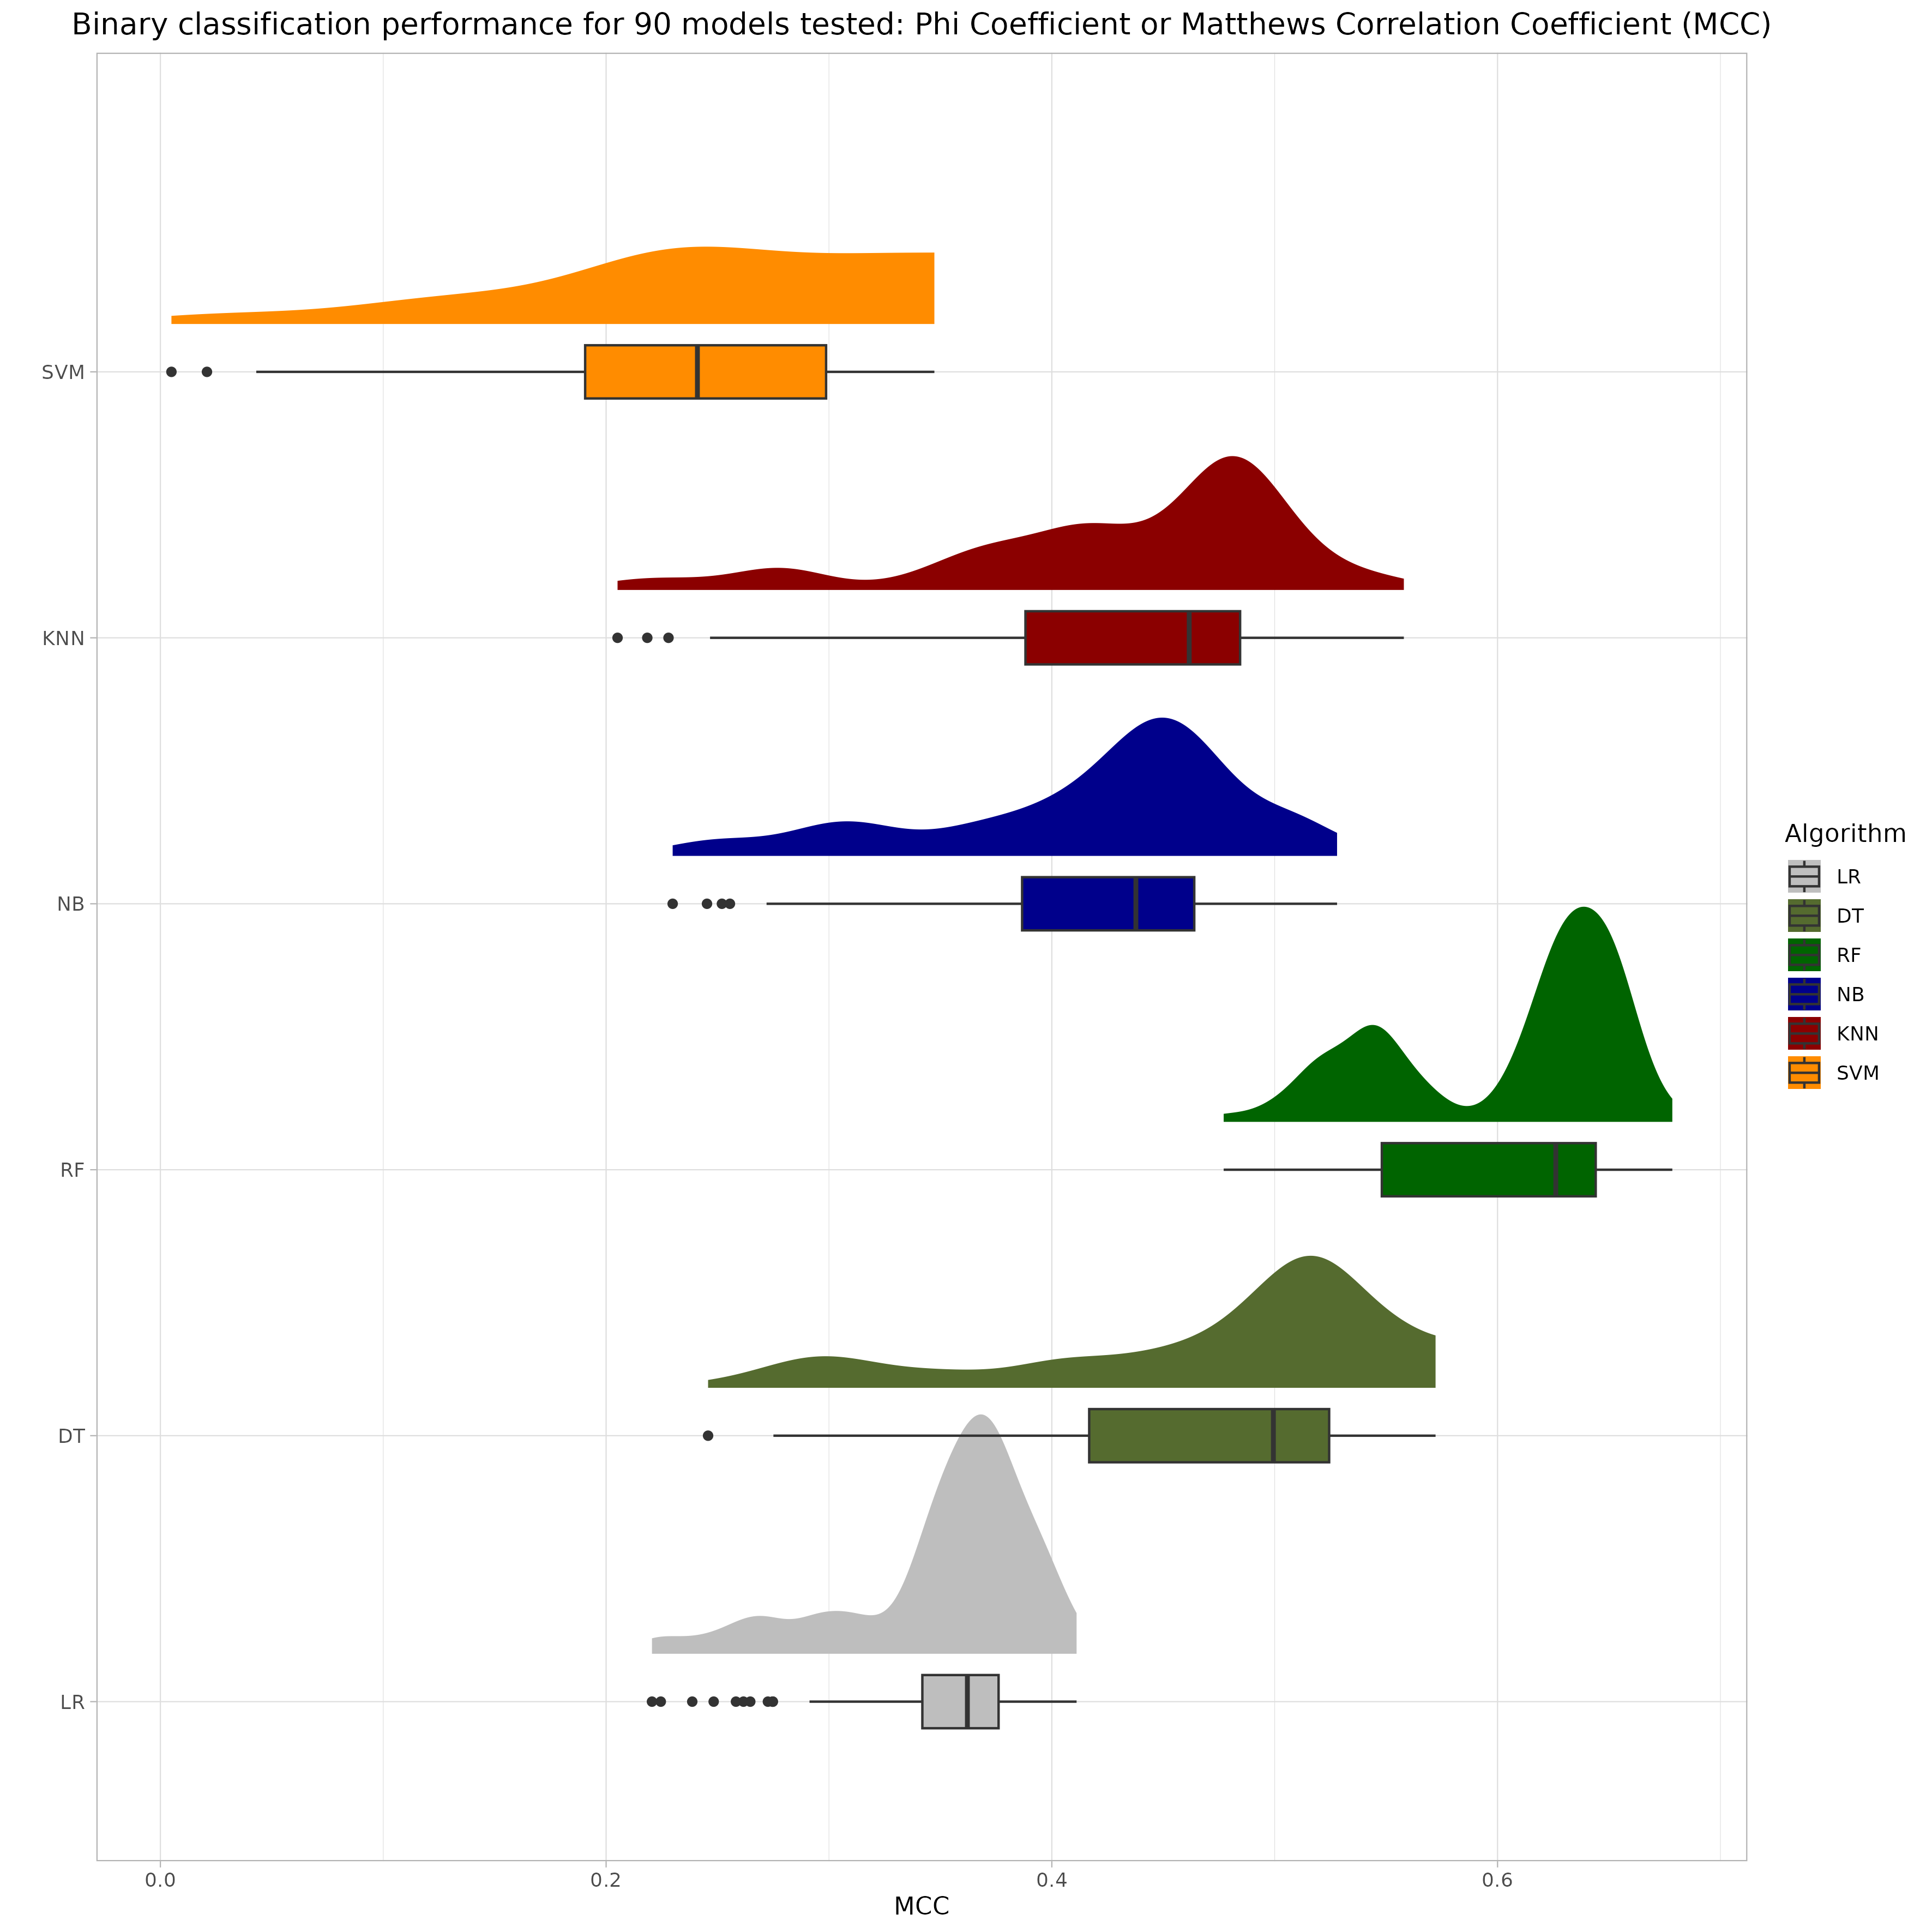 Binary classification performance for 90 models tested: Phi Coefficient or Matthews Correlation Coefficient (MCC)
SVM
KNN
NB
RF
DT
LR
0.0
0.2
0.4
0.6
MCC
Algorithm
LR
DT
RF
NB
KNN
SVM